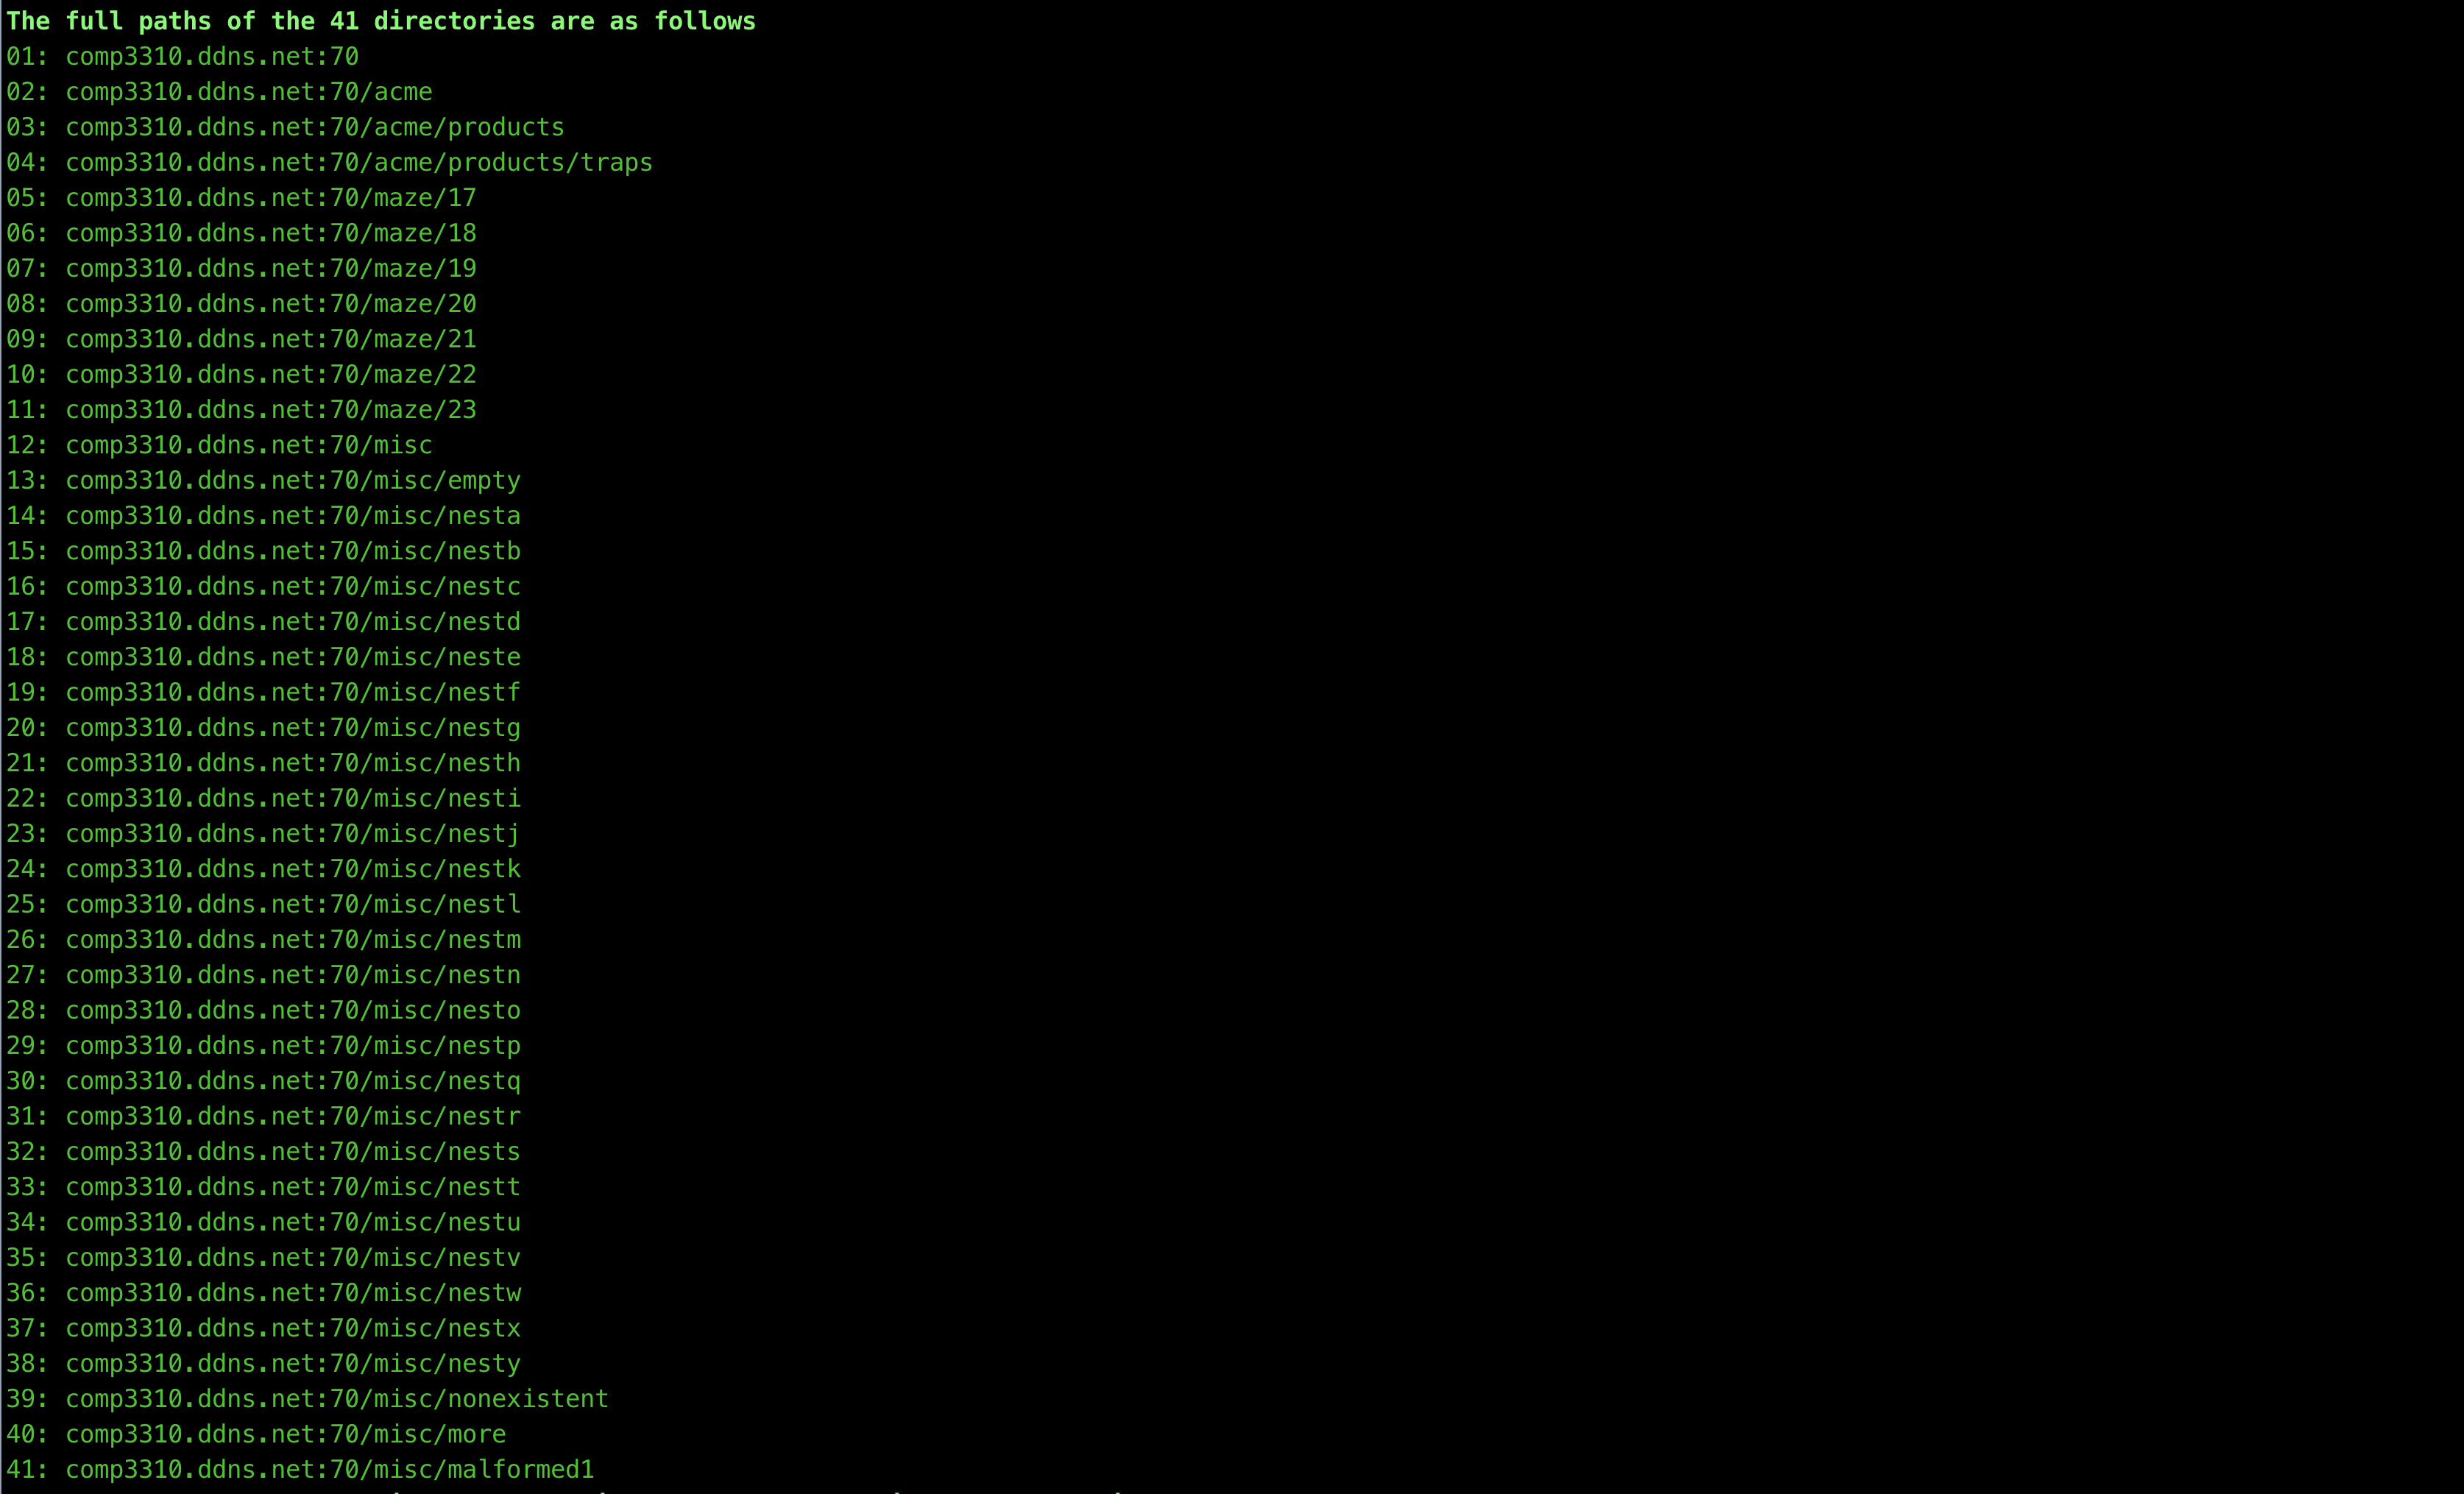 The full paths of the 41 directories are as follows
01: comp3310.ddns.net:70
02: comp3310.ddns.net:70/acme
03: comp3310.ddns.net:70/acme/products
04: comp3310.ddns.net:70/acme/products/traps
05: comp3310.ddns.net:70/maze/17
06: comp3310.ddns.net:70/maze/18
07: comp3310.ddns.net:70/maze/19
08: comp3310.ddns.net:70/maze/20
09: comp3310.ddns.net:70/maze/21
10: comp3310.ddns.net:70/maze/22
11: comp3310.ddns.net:70/maze/23
12: comp3310.ddns.net:70/misc
13: comp3310.ddns.net:70/misc/empty
14: comp3310.ddns.net:70/misc/nesta
15: comp3310.ddns.net:70/misc/nestb
16: comp3310.ddns.net:70/misc/nestc
17: comp3310.ddns.net:70/misc/nestd
18: comp3310.ddns.net:70/misc/neste
19: comp3310.ddns.net:70/misc/nestf
20: comp3310.ddns.net:70/misc/nestg
21: comp3310.ddns.net:70/misc/nesth
22: comp3310.ddns.net:70/misc/nesti
23: comp3310.ddns.net:70/misc/nestj
24: comp3310.ddns.net:70/misc/nestk
25: comp3310.ddns.net:70/misc/nestl
26: comp3310.ddns.net:70/misc/nestm
27: comp3310.ddns.net:70/misc/nestn
28: comp3310.ddns.net:70/misc/nesto
29: comp3310.ddns.net:70/misc/nestp
30: comp3310.ddns.net:70/misc/nestq
31: comp3310.ddns.net:70/misc/nestr
32: comp3310.ddns.net:70/misc/nests
33: comp3310.ddns.net:70/misc/nestt
34: comp3310.ddns.net:70/misc/nestu
35: comp3310.ddns.net:70/misc/nestv
36: comp3310.ddns.net:70/misc/nestw
37: comp3310.ddns.net:70/misc/nestx
38: comp3310.ddns.net:70/misc/nesty
39: comp3310.ddns.net:70/misc/nonexistent
40: comp3310.ddns.net:70/misc/more
41: comp3310.ddns.net:70/misc/malformed1